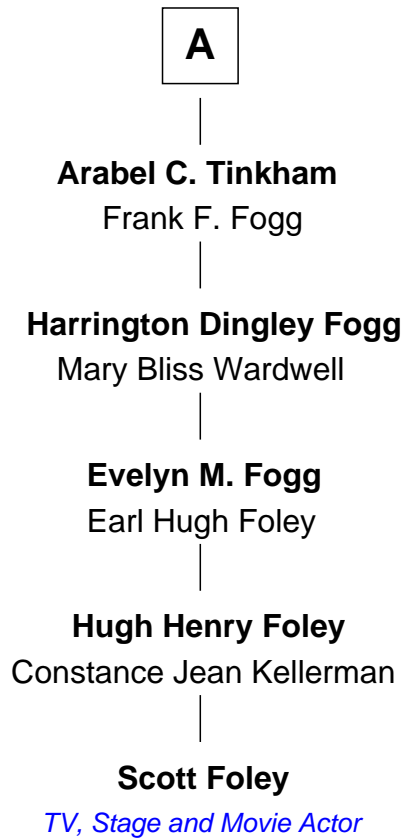 A
Arabel C. Tinkham
Frank F. Fogg
Harrington Dingley Fogg
Mary Bliss Wardwell
Evelyn M. Fogg
Earl Hugh Foley
Hugh Henry Foley
Constance Jean Kellerman
Scott Foley
TV, Stage and Movie Actor